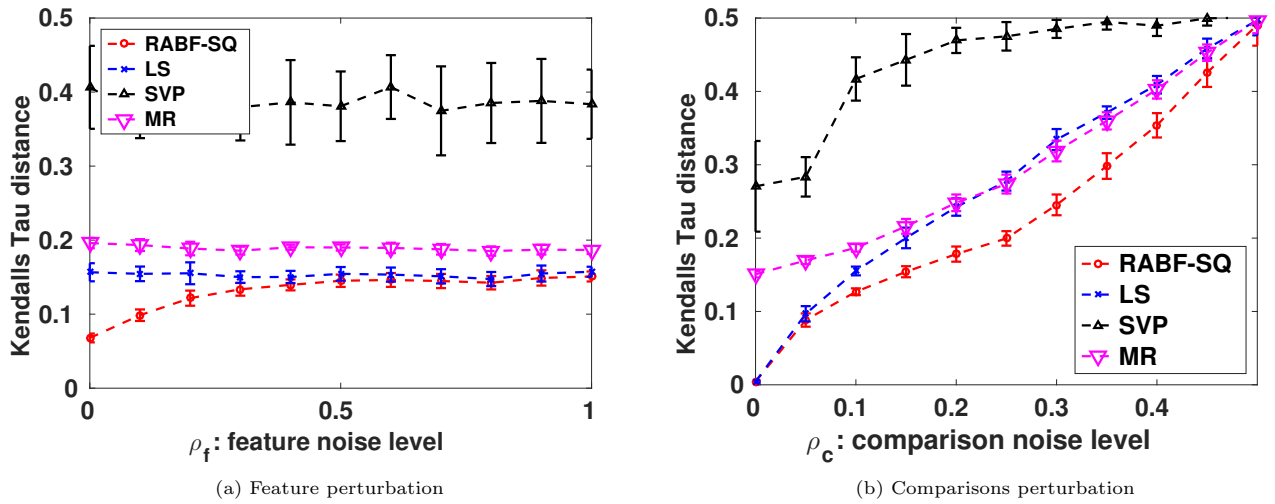 0.5
0.4
0.3
0.2
0.1
0
Kendalls Tau distance
RABF-SQ
LS
SVP
MR
0 0.5 1
ρ_f: feature noise level
(a) Feature perturbation
0.5
0.4
0.3
0.2
0.1
0
Kendalls Tau distance
RABF-SQ
LS
SVP
MR
0 0.1 0.2 0.3 0.4
ρ_c: comparison noise level
(b) Comparisons perturbation